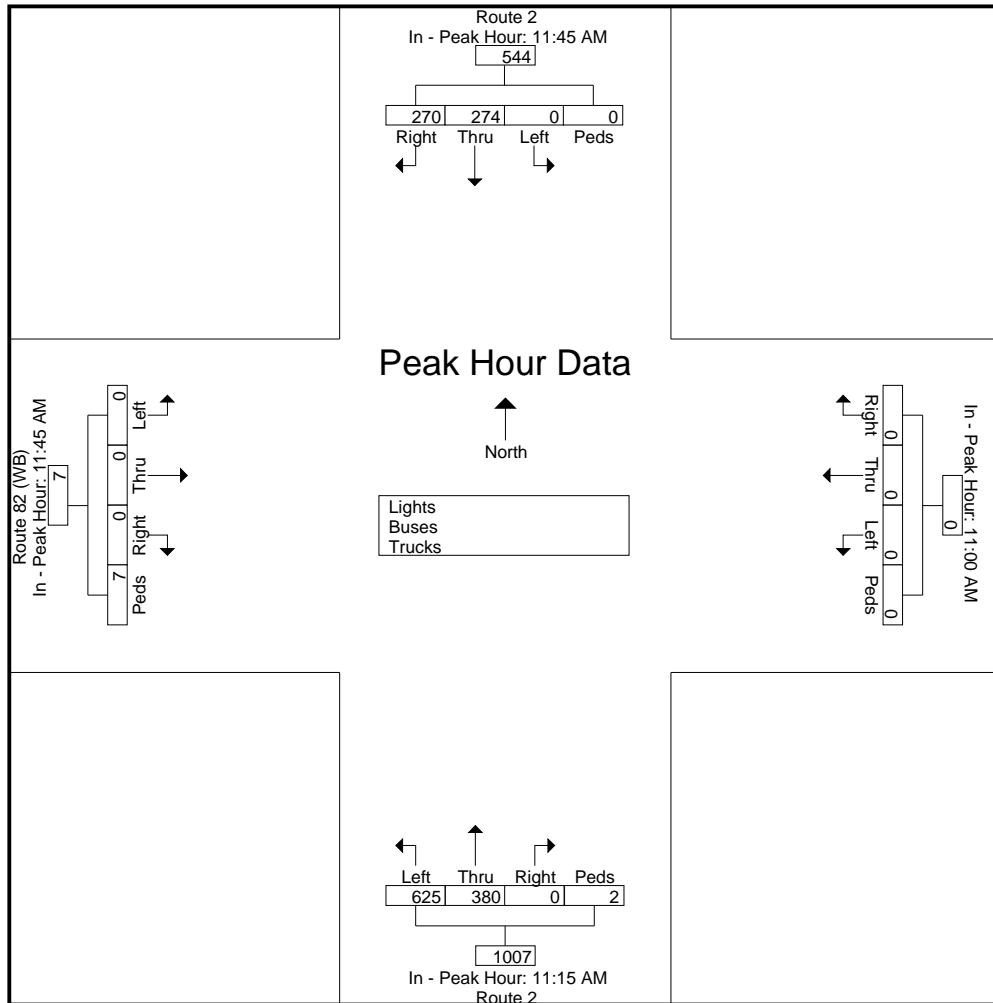 Route 2
In - Peak Hour: 11:45 AM
544
270 274 0 0
Right Thru Left Peds
Peak Hour Data
North
Lights
Buses
Trucks
Route 82 (WB)
In - Peak Hour: 11:45 AM
7
0 0 0 7
Left Thru Right Peds
Right Thru Left Peds
0 0 0 0
0
In - Peak Hour: 11:00 AM
Left Thru Right Peds
625 380 0 2
1007
In - Peak Hour: 11:15 AM
Route 2